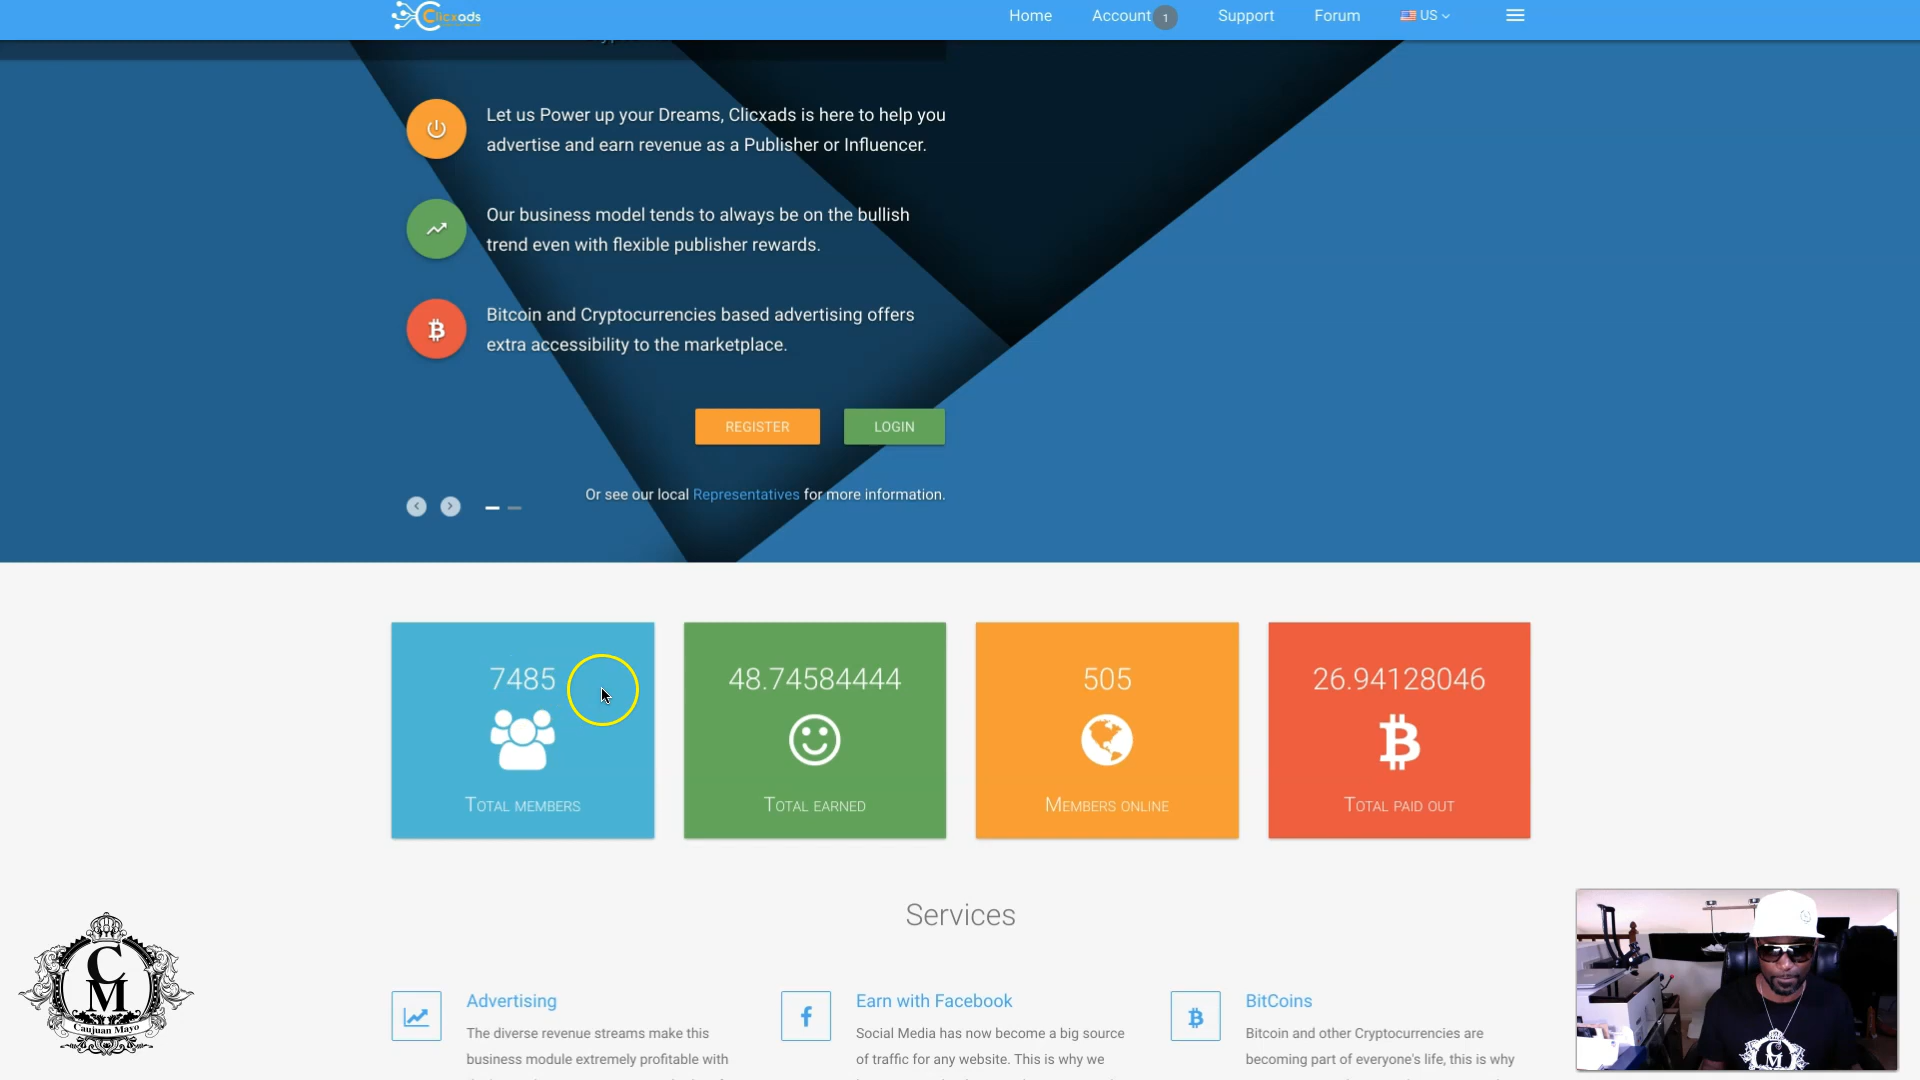 Clicxads
Home
Account
1
Support
Forum
US
Let us Power up your Dreams, Clicxads is here to help you
advertise and earn revenue as a Publisher or Influencer.
Our business model tends to always be on the bullish
trend even with flexible publisher rewards.
Bitcoin and Cryptocurrencies based advertising offers
extra accessibility to the marketplace.
REGISTER
LOGIN
Or see our local Representatives for more information.
7485
TOTAL MEMBERS
48.74584444
TOTAL EARNED
505
MEMBERS ONLINE
26.94128046
TOTAL PAID OUT
Services
Advertising
The diverse revenue streams make this
business module extremely profitable with
Earn with Facebook
Social Media has now become a big source
of traffic for any website. This is why we
BitCoins
Bitcoin and other Cryptocurrencies are
becoming part of everyone's life, this is why
C
M
Caujuan Mayo
CM